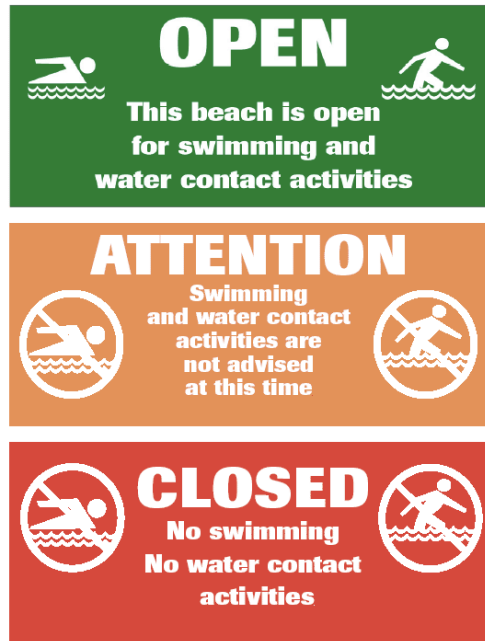 OPEN
This beach is open
for swimming and
water contact activities
ATTENTION
Swimming
and water contact
activities are
not advised
at this time
CLOSED
No swimming
No water contact
activities